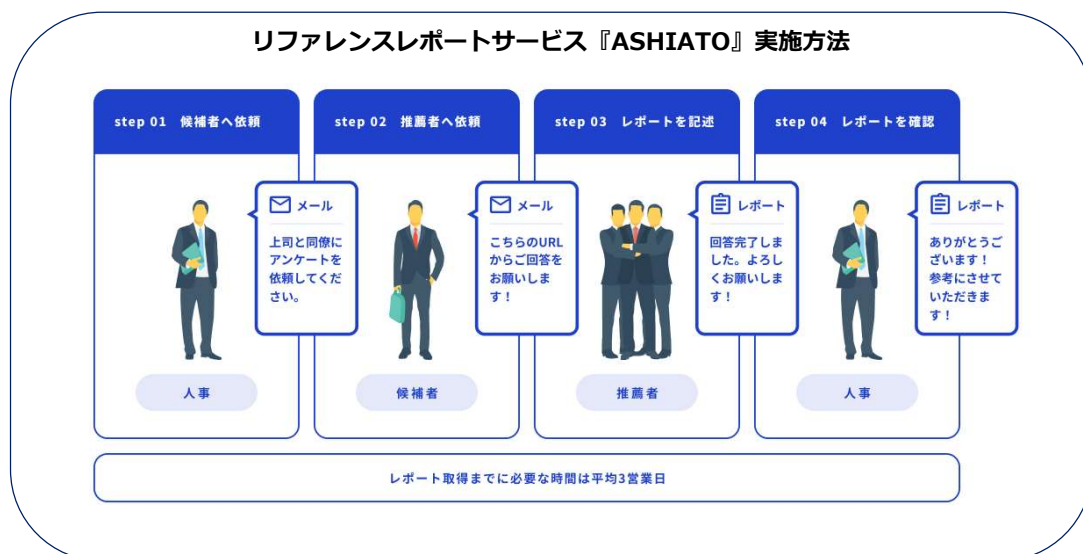 リファレンスレポートサービス『ASHIATO』実施方法
step 01 候補者へ依頼
メール
上司と同僚に
アンケートを
依頼してくだ
さい。
人事
step 02 推薦者へ依頼
メール
こちらのURL
からご回答を
お願いしま
す！
候補者
step 03 レポートを記述
レポート
回答完了しま
した。よろし
くお願いしま
す！
推薦者
step 04 レポートを確認
レポート
ありがとうご
ざいます！
参考にさせて
いただきま
す！
人事
レポート取得までに必要な時間は平均3営業日